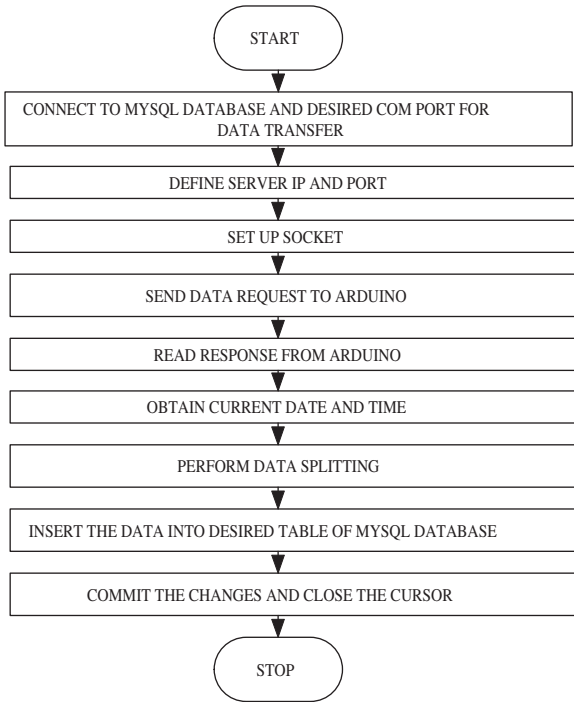 START
CONNECT TO MYSQL DATABASE AND DESIRED COM PORT FOR
DATA TRANSFER
DEFINE SERVER IP AND PORT
SET UP SOCKET
SEND DATA REQUEST TO ARDUINO
READ RESPONSE FROM ARDUINO
OBTAIN CURRENT DATE AND TIME
PERFORM DATA SPLITTING
INSERT THE DATA INTO DESIRED TABLE OF MYSQL DATABASE
COMMIT THE CHANGES AND CLOSE THE CURSOR
STOP